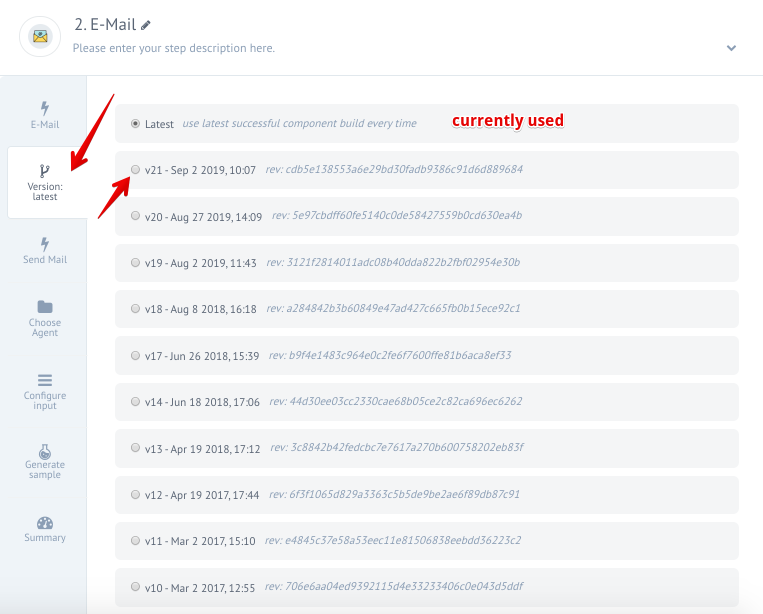 2. E-Mail
Please enter your step description here.
E-Mail
Version:
latest
Send Mail
Choose
Agent
Configure
input
Generate
sample
Summary
Latest use latest successful component build every time currently used
v21 - Sep 2 2019, 10:07 rev: cdb5e138553a6e29bd30fadb9386c91d6d889684
v20 - Aug 27 2019, 14:09 rev: 5e97cbdff60fe5140c0de58427559b0cd630ea4b
v19 - Aug 2 2019, 11:43 rev: 3121f2814011adc08b40dda822b2fbf02954e30b
v18 - Aug 8 2018, 16:18 rev: a284842b3b60849e47ad427c665fb0b15ece92c1
v17 - Jun 26 2018, 15:39 rev: b9f4e1483c964e0c2fe6f7600ffe81b6aca8ef33
v14 - Jun 18 2018, 17:06 rev: 44d30ee03cc2330cae68b05ce2c82ca696ec6262
v13 - Apr 19 2018, 17:12 rev: 3c8842b42fedcbc7e7617a270b600758202eb83f
v12 - Apr 19 2017, 17:44 rev: 6f3f1065d829a3363c5b5de9be2ae6f89db87c91
v11 - Mar 2 2017, 15:10 rev: e4845c37e58a53eec11e81506838eebdd36223c2
v10 - Mar 2 2017, 12:55 rev: 706e6aa04ed9392115d4e33233406c0e043d5ddf